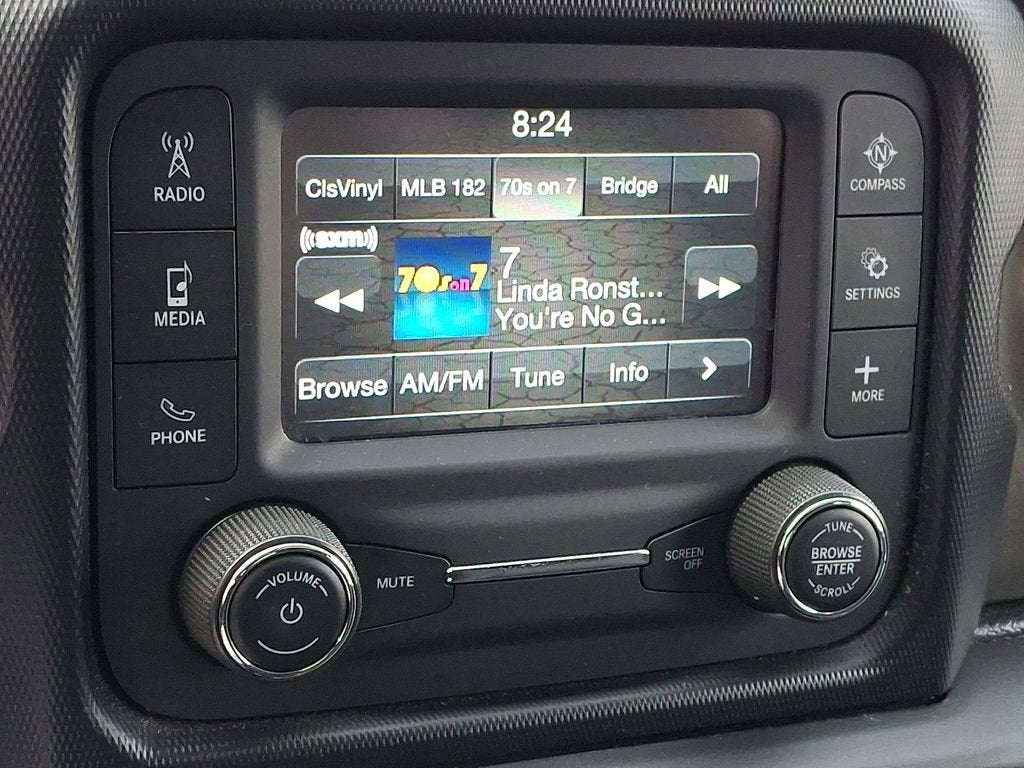 8:24
ClsVinyl MLB 182 70s on 7 Bridge All
((sxm))
70s on 7
7
Linda Ronst...
You're No G...
Browse AM/FM Tune Info >
RADIO
MEDIA
PHONE
N
COMPASS
SETTINGS
MORE
VOLUME
MUTE
SCREEN
OFF
TUNE
BROWSE
ENTER
SCROLL